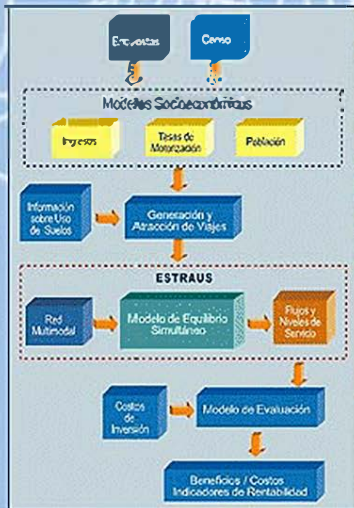 Encuestas
Censo
Modelos Socioeconómicos
Ingresos
Tasas de
Motorización
Población
Información
sobre Uso
de Suelos
Generación y
Atracción de Viajes
ESTRAUS
Red
Multimodal
Modelo de Equilibrio
Simultáneo
Flujos y
Niveles de
Servicio
Costos
de
Inversión
Modelo de Evaluación
Beneficios / Costos
Indicadores de Rentabilidad